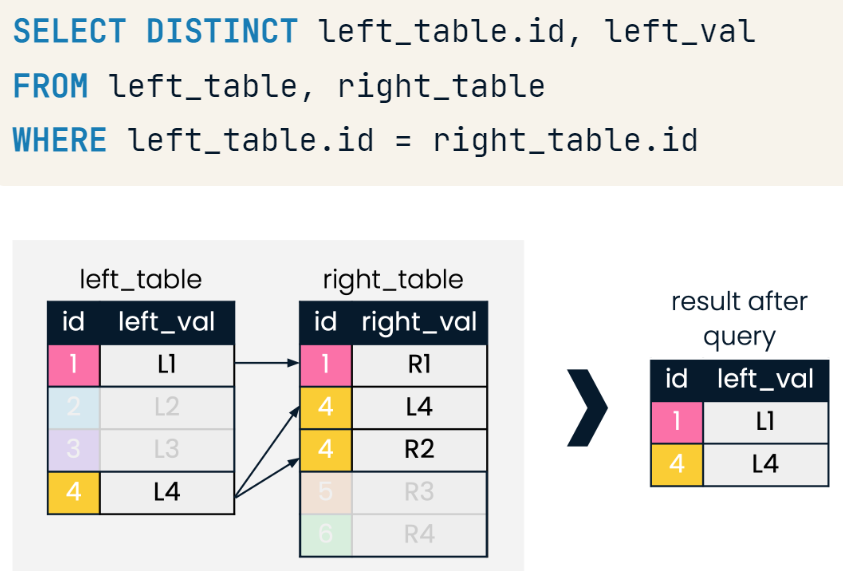 SELECT DISTINCT left_table.id, left_val
FROM left_table, right_table
WHERE left_table.id = right_table.id
left_table
id left_val
1 L1
2 L2
3 L3
4 L4
right_table
id right_val
1 R1
4 L4
4 R2
5 R3
6 R4
result after
query
id left_val
1 L1
4 L4